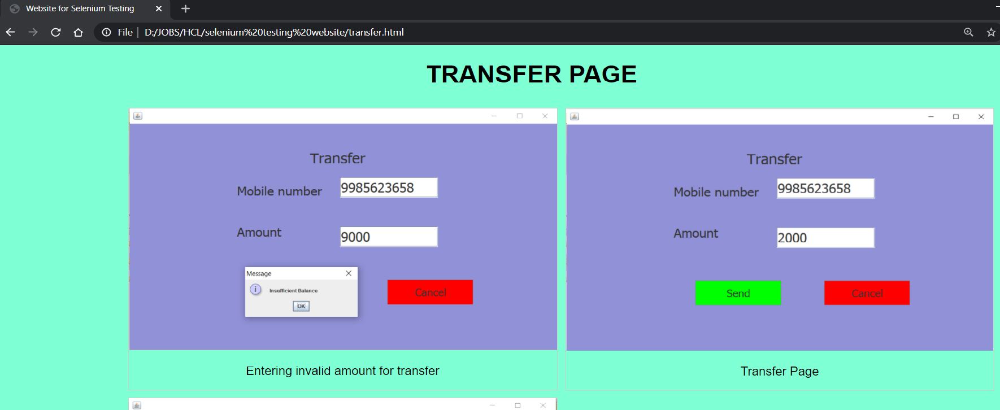 Website for Selenium Testing
File D:/JOBS/HCL/selenium%20testing%20website/transfer.html
TRANSFER PAGE
Transfer
Mobile number 9985623658
Amount 9000
Message
Insufficient Balance
OK
Cancel
Entering invalid amount for transfer
Transfer
Mobile number 9985623658
Amount 2000
Send Cancel
Transfer Page